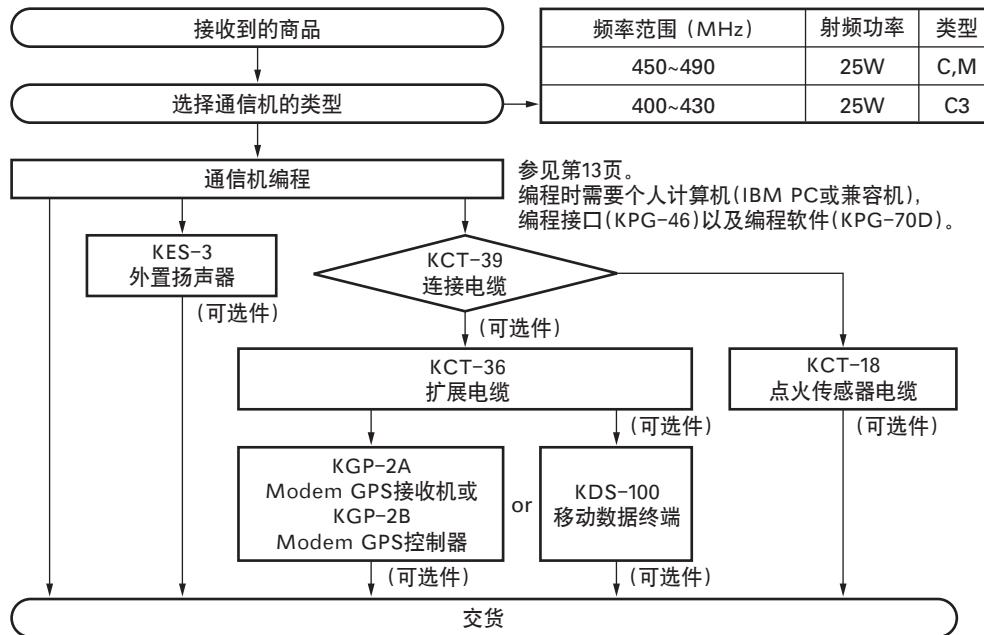 接收到的商品
选择通信机的类型
频率范围 (MHz) 射频功率 类型
450~490 25W C,M
400~430 25W C3
通信机编程
参见第13页。
编程时需要个人计算机(IBM PC或兼容机),
编程接口(KPG-46)以及编程软件(KPG-70D)。
KES-3
外置扬声器
(可选件)
KCT-39
连接电缆
(可选件)
KCT-36
扩展电缆
(可选件)
KCT-18
点火传感器电缆
(可选件)
KGP-2A
Modem GPS接收机或
KGP-2B
Modem GPS控制器
(可选件)
or
KDS-100
移动数据终端
(可选件)
交货